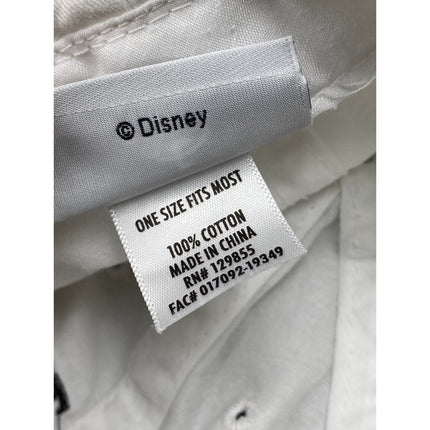 ©Disney
ONE SIZE FITS MOST
100% COTTON
MADE IN CHINA
RN# 129855
FAC# 017092-19349